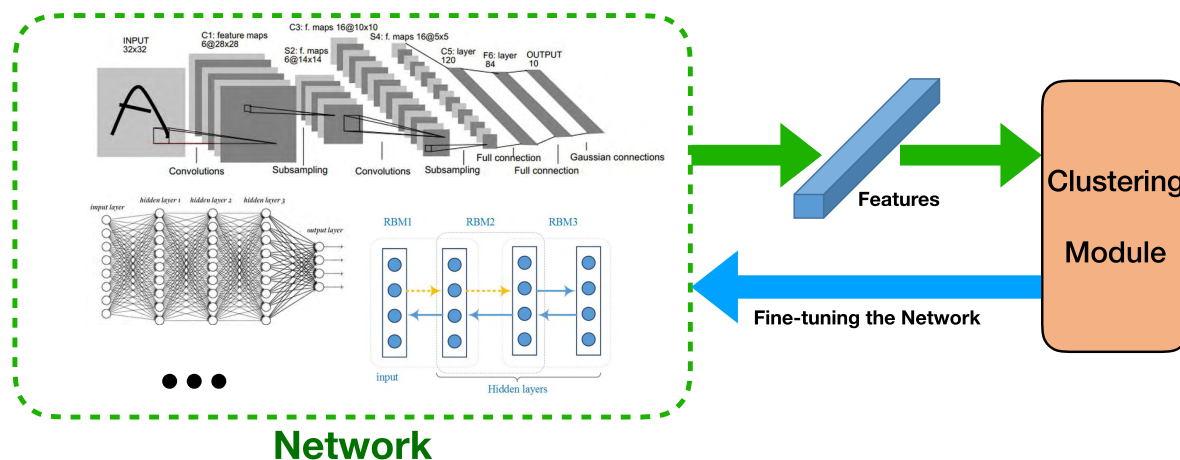 INPUT
32x32
C1: feature maps
6@28x28
S2: f. maps
6@14x14
C3: f. maps 16@10x10
S4: f. maps 16@5x5
C5: layer
120
F6: layer
84
OUTPUT
10
Convolutions
Subsampling
Convolutions
Subsampling
Full connection
Full connection
Gaussian connections
input layer
hidden layer 1
hidden layer 2
hidden layer 3
output layer
RBM1
RBM2
RBM3
input
Hidden layers
Network
Features
Fine-tuning the Network
Clustering
Module